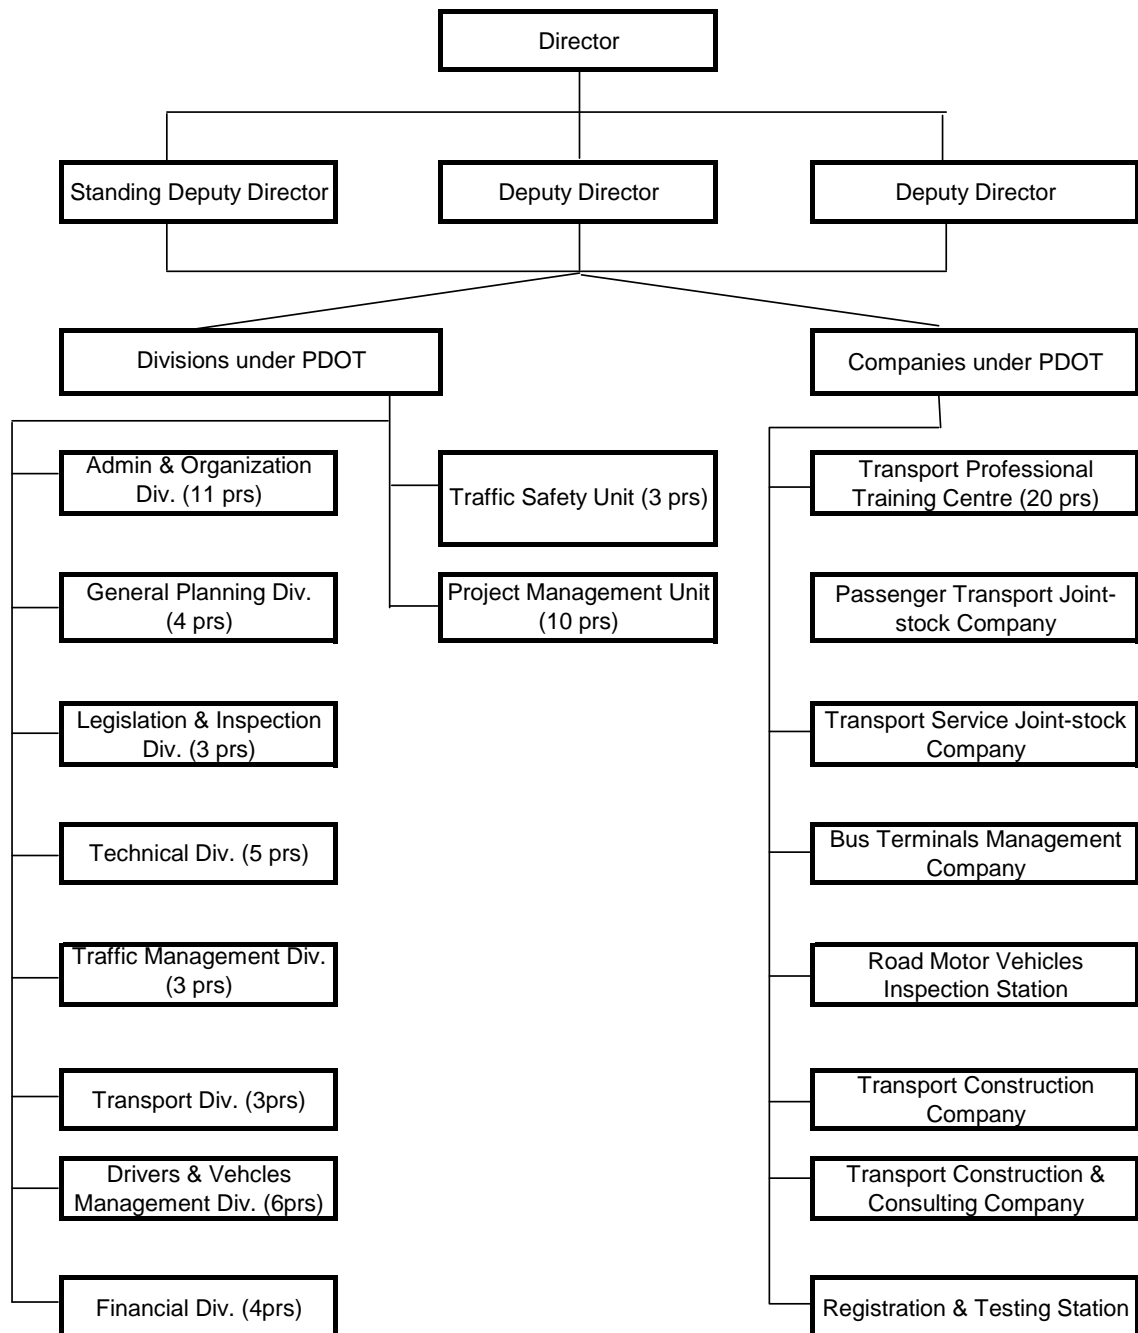 Director
Standing Deputy Director
Deputy Director
Deputy Director
Divisions under PDOT
Companies under PDOT
Admin & Organization
Div. (11 prs)
General Planning Div.
(4 prs)
Legislation & Inspection
Div. (3 prs)
Technical Div. (5 prs)
Traffic Management Div.
(3 prs)
Transport Div. (3prs)
Drivers & Vehcles
Management Div. (6prs)
Financial Div. (4prs)
Traffic Safety Unit (3 prs)
Project Management Unit
(10 prs)
Transport Professional
Training Centre (20 prs)
Passenger Transport Joint-
stock Company
Transport Service Joint-stock
Company
Bus Terminals Management
Company
Road Motor Vehicles
Inspection Station
Transport Construction
Company
Transport Construction &
Consulting Company
Registration & Testing Station